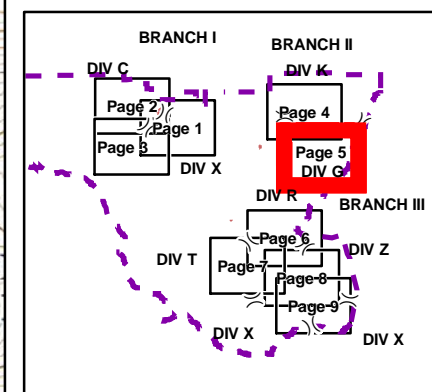 BRANCH I
BRANCH II
DIV C
DIV K
Page 2
Page 4
Page 1
Page 3
Page 5
DIV X
DIV G
DIV R
BRANCH III
Page 6
DIV Z
DIV T
Page 7
Page 8
Page 9
DIV X
DIV X